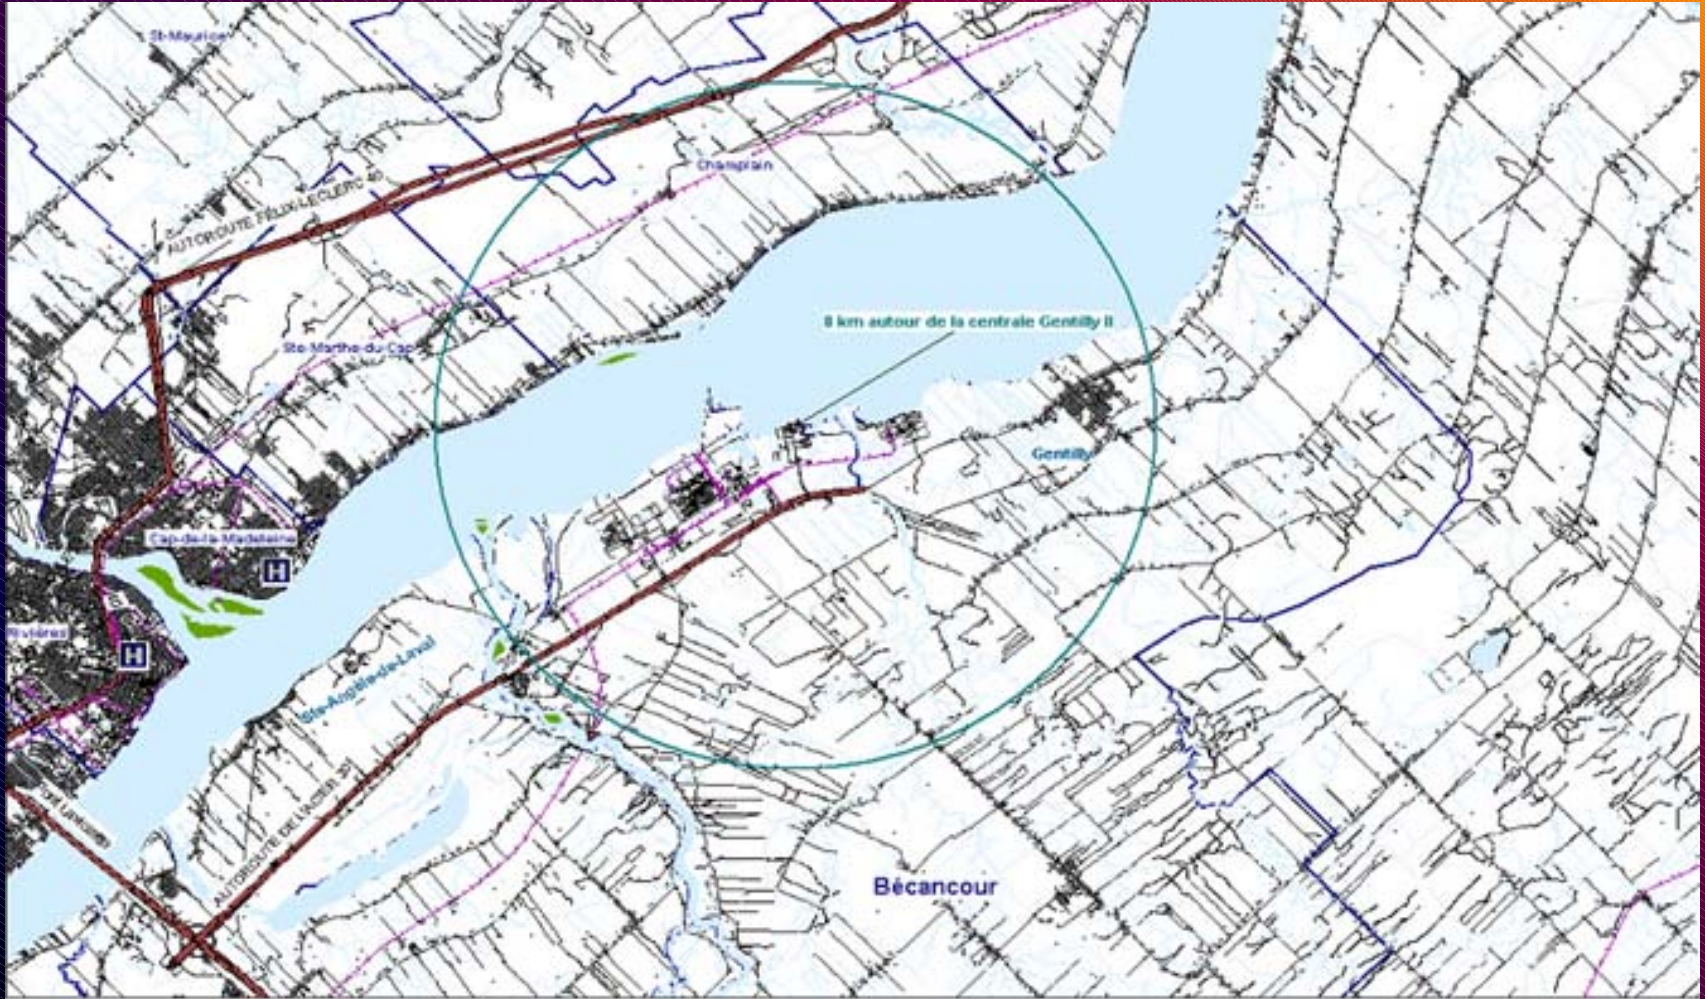 St-Maurice
Champlain
AUTOROUTE FÉLIX-LECLERC 40
8 km autour de la centrale Gentilly II
Ste-Marthe-du-Cap
Gentilly
Cap-de-la-Madeleine
H
Rivières
H
Ste-Angèle-de-Laval
AUTOROUTE DE L'ACIER 30
Bécancour